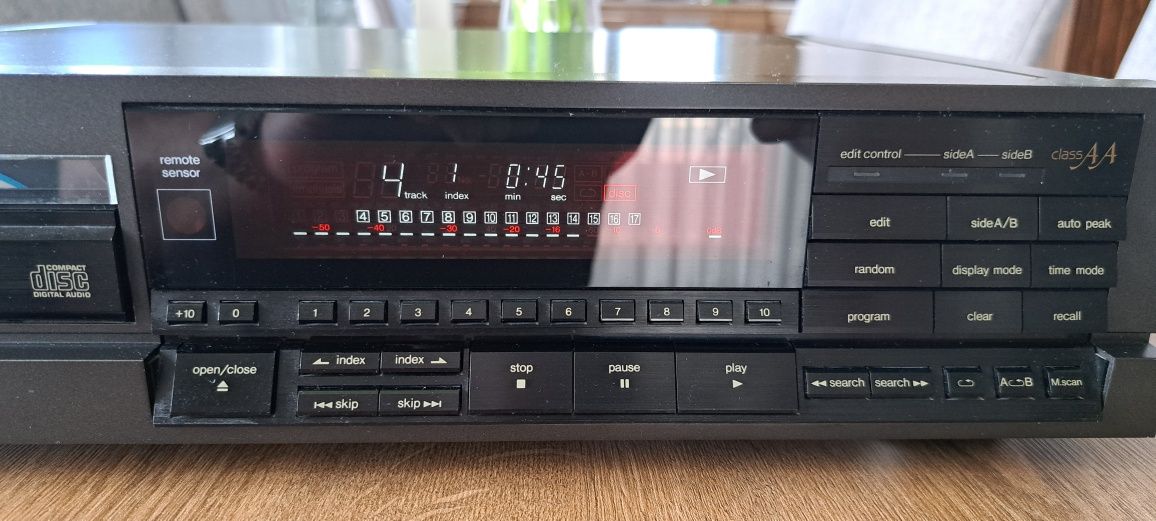 remote
sensor
4 track 1 index 0:45 min sec
disc
4 5 6 7 8 9 10 11 12 13 14 15 16 17
-50 -40 -30 -20 -16 -10 -6 0dB
edit control sideA sideB
class AA
edit sideA/B auto peak
random display mode time mode
program clear recall
COMPACT
disc
DIGITAL AUDIO
+10 0 1 2 3 4 5 6 7 8 9 10
open/close
index index
skip skip
stop
pause
play
search search
A B
M.scan